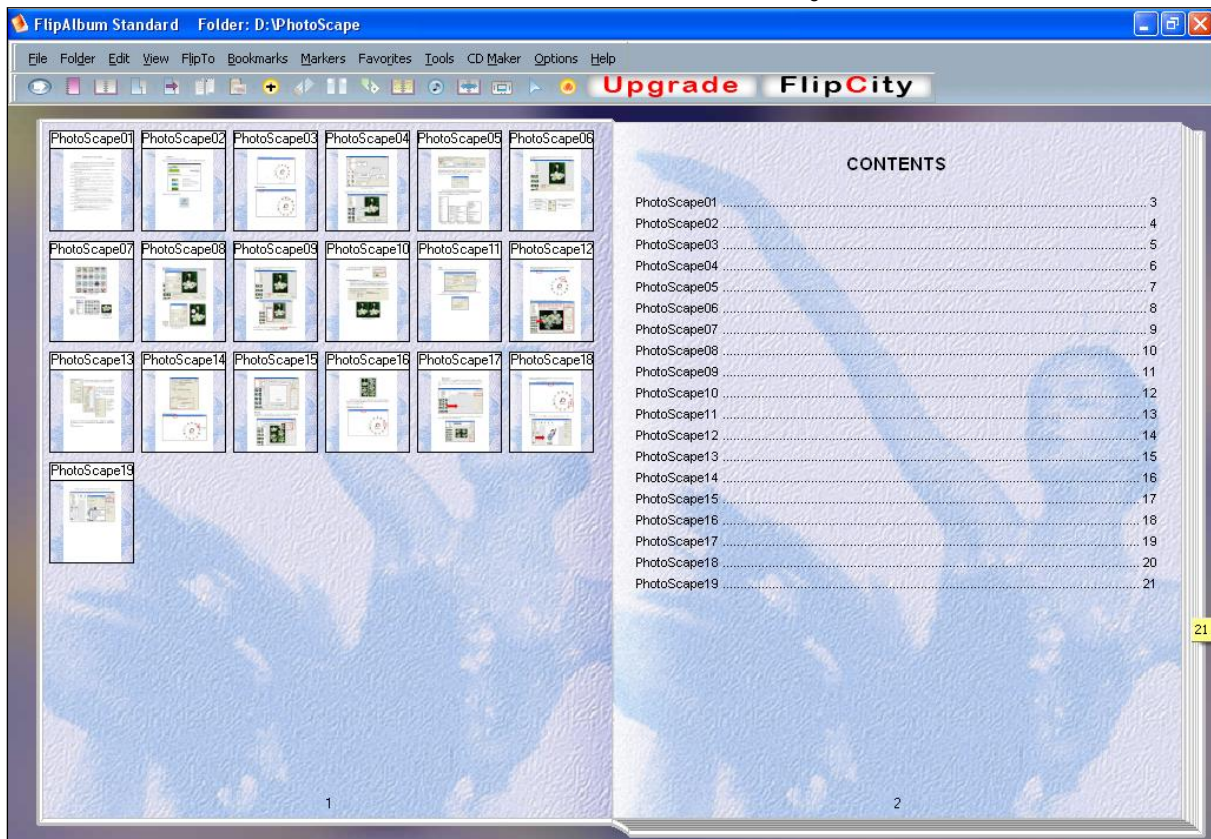 FlipAlbum Standard Folder: D:\PhotoScape
File Folder Edit View FlipTo Bookmarks Markers Favorites Tools CD Maker Options Help
Upgrade FlipCity
PhotoScape01 PhotoScape02 PhotoScape03 PhotoScape04 PhotoScape05 PhotoScape06
PhotoScape07 PhotoScape08 PhotoScape09 PhotoScape10 PhotoScape11 PhotoScape12
PhotoScape13 PhotoScape14 PhotoScape15 PhotoScape16 PhotoScape17 PhotoScape18
PhotoScape19
1
CONTENTS
PhotoScape01 3
PhotoScape02 4
PhotoScape03 5
PhotoScape04 6
PhotoScape05 7
PhotoScape06 8
PhotoScape07 9
PhotoScape08 10
PhotoScape09 11
PhotoScape10 12
PhotoScape11 13
PhotoScape12 14
PhotoScape13 15
PhotoScape14 16
PhotoScape15 17
PhotoScape16 18
PhotoScape17 19
PhotoScape18 20
PhotoScape19 21
21
2